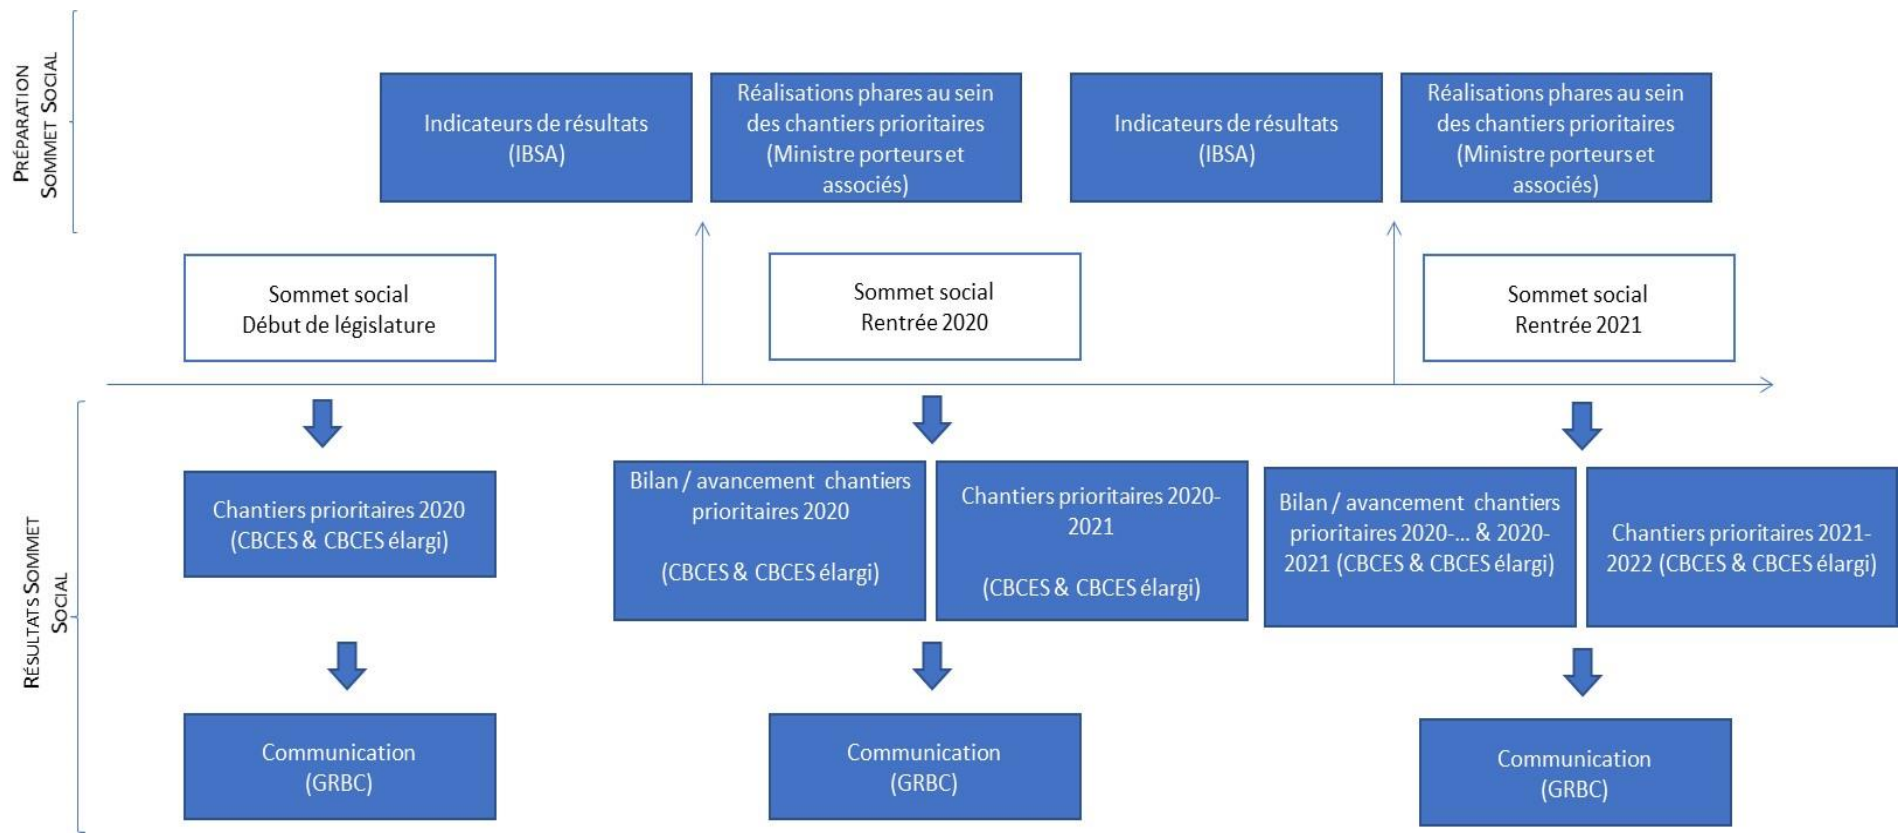 PRÉPARATION
SOMMET SOCIAL
Indicateurs de résultats
(IBSA)
Réalisations phares au sein
des chantiers prioritaires
(Ministre porteurs et
associés)
Indicateurs de résultats
(IBSA)
Réalisations phares au sein
des chantiers prioritaires
(Ministre porteurs et
associés)
Sommet social
Début de législature
Sommet social
Rentrée 2020
Sommet social
Rentrée 2021
RÉSULTATS SOMMET
SOCIAL
Chantiers prioritaires 2020
(CBCES & CBCES élargi)
Bilan / avancement chantiers
prioritaires 2020
(CBCES & CBCES élargi)
Chantiers prioritaires 2020-
2021
(CBCES & CBCES élargi)
Bilan / avancement chantiers
prioritaires 2020-... & 2020-
2021 (CBCES & CBCES élargi)
Chantiers prioritaires 2021-
2022 (CBCES & CBCES élargi)
Communication
(GRBC)
Communication
(GRBC)
Communication
(GRBC)